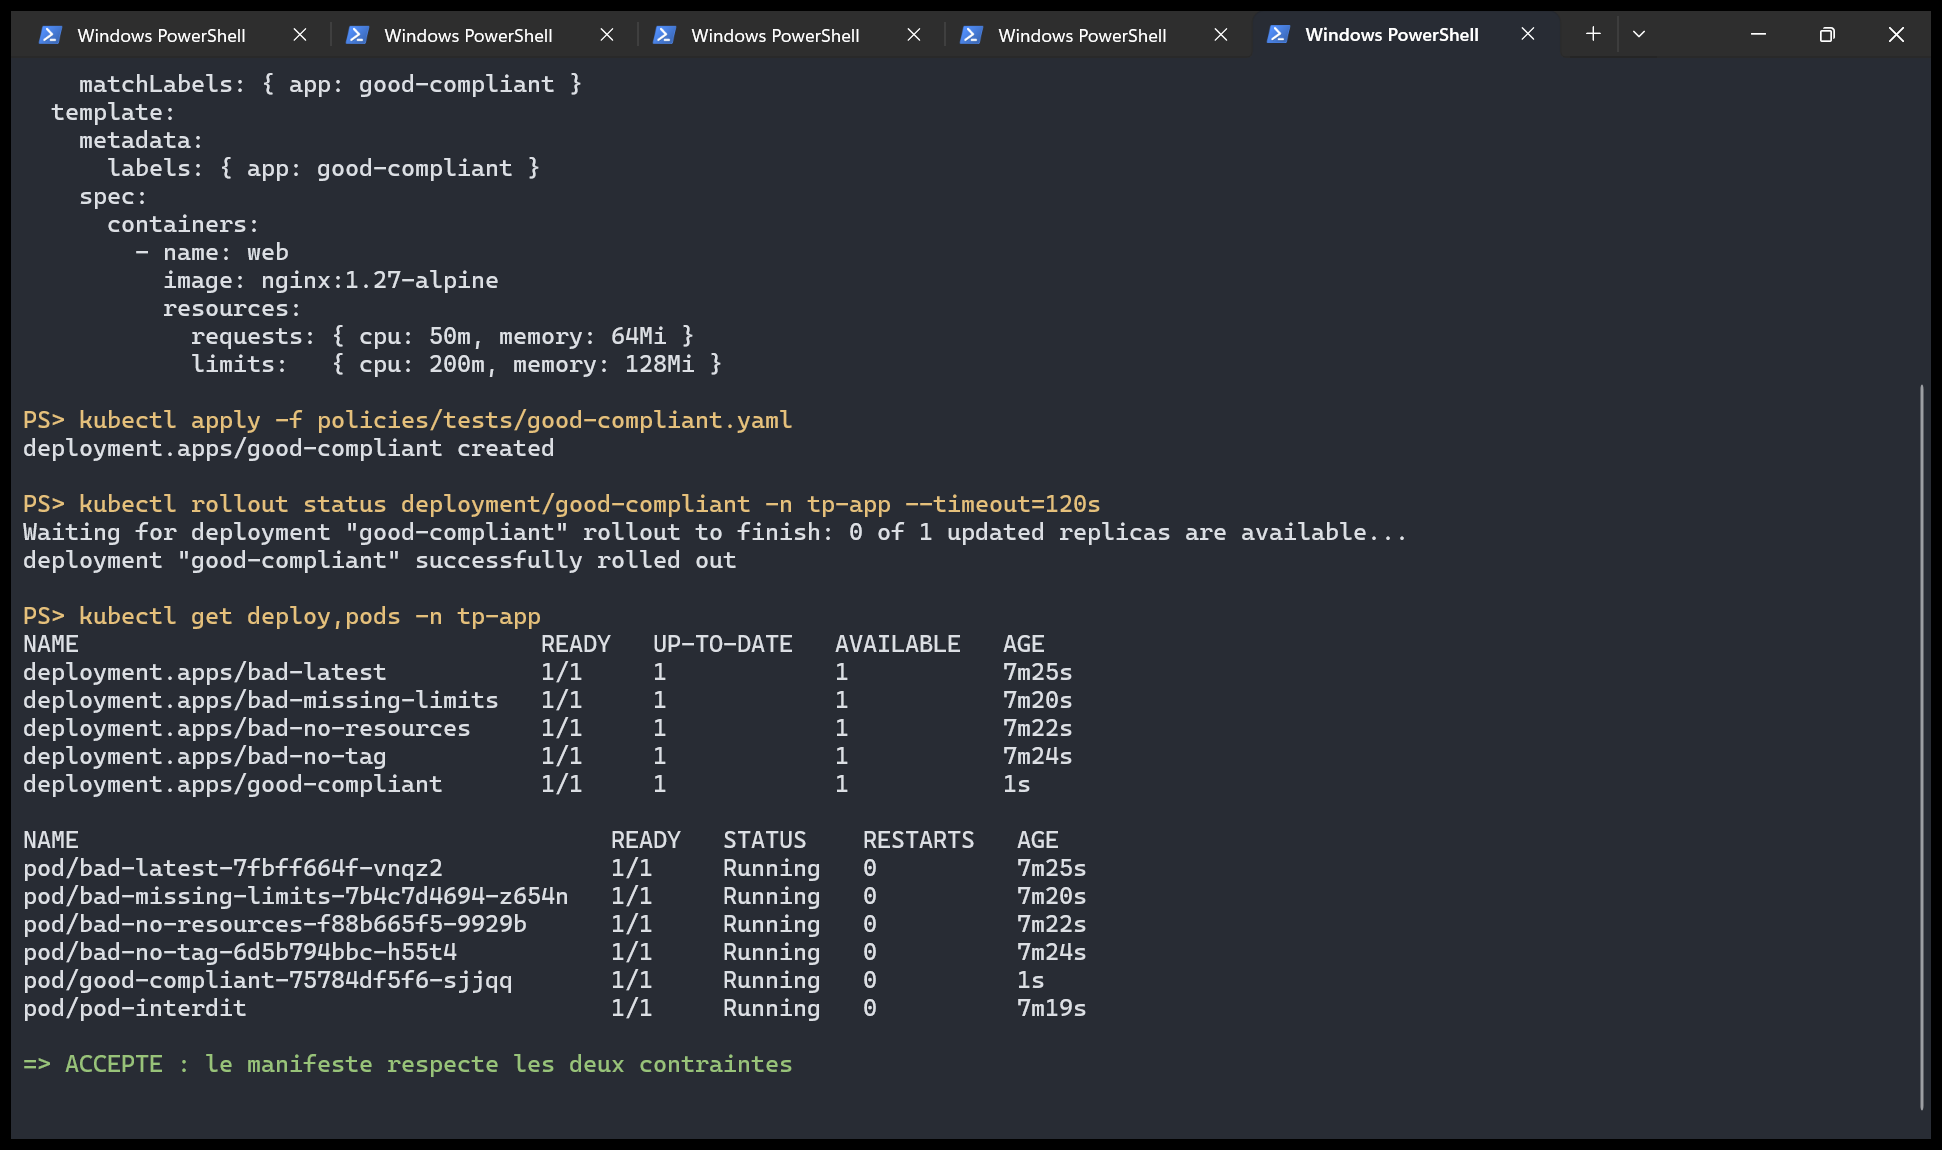 Windows PowerShell Windows PowerShell Windows PowerShell Windows PowerShell Windows PowerShell
    matchLabels: { app: good-compliant }
  template:
    metadata:
      labels: { app: good-compliant }
    spec:
      containers:
        - name: web
          image: nginx:1.27-alpine
          resources:
            requests: { cpu: 50m, memory: 64Mi }
            limits:   { cpu: 200m, memory: 128Mi }
PS> kubectl apply -f policies/tests/good-compliant.yaml
deployment.apps/good-compliant created
PS> kubectl rollout status deployment/good-compliant -n tp-app --timeout=120s
Waiting for deployment "good-compliant" rollout to finish: 0 of 1 updated replicas are available...
deployment "good-compliant" successfully rolled out
PS> kubectl get deploy,pods -n tp-app
NAME                                 READY   UP-TO-DATE   AVAILABLE   AGE
deployment.apps/bad-latest           1/1     1            1           7m25s
deployment.apps/bad-missing-limits   1/1     1            1           7m20s
deployment.apps/bad-no-resources     1/1     1            1           7m22s
deployment.apps/bad-no-tag           1/1     1            1           7m24s
deployment.apps/good-compliant       1/1     1            1           1s
NAME                                      READY   STATUS    RESTARTS   AGE
pod/bad-latest-7fbff664f-vnqz2            1/1     Running   0          7m25s
pod/bad-missing-limits-7b4c7d4694-z654n   1/1     Running   0          7m20s
pod/bad-no-resources-f88b665f5-9929b      1/1     Running   0          7m22s
pod/bad-no-tag-6d5b794bbc-h55t4           1/1     Running   0          7m24s
pod/good-compliant-75784df5f6-sjjqq       1/1     Running   0          1s
pod/pod-interdit                          1/1     Running   0          7m19s
=> ACCEPTE : le manifeste respecte les deux contraintes